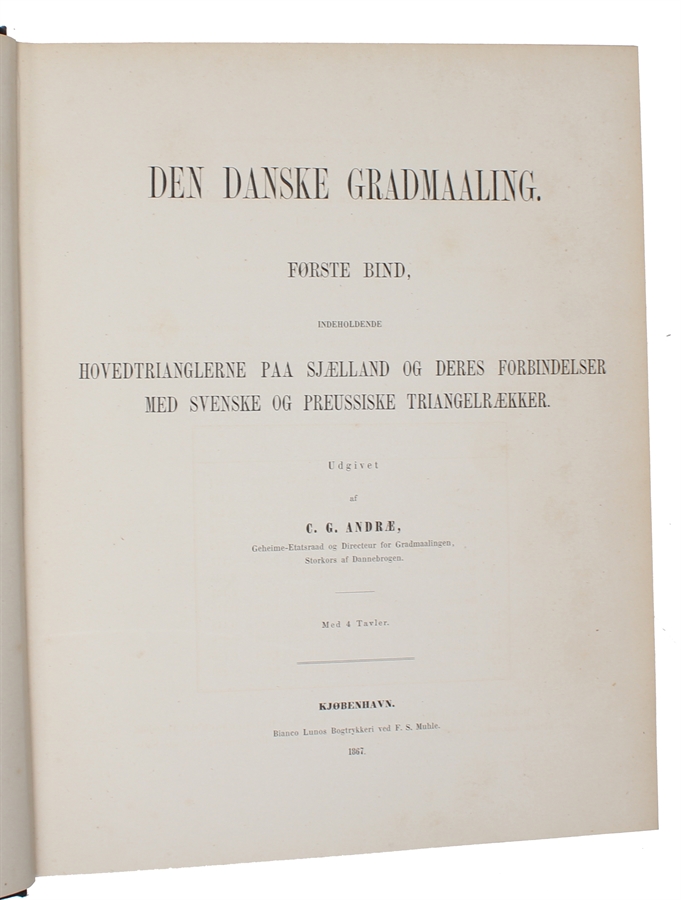 DEN DANSKE GRADMAALING.
FØRSTE BIND,
INDEHOLDENDE
HOVEDTRIANGLERNE PAA SJÆLLAND OG DERES FORBINDELSER
MED SVENSKE OG PREUSSISKE TRIANGELRÆKKER.
Udgivet
af
C. G. ANDRÆ,
Geheime-Etatsraad og Directeur for Gradmaalingen,
Storkors af Dannebrogen.
Med 4 Tavler.
KJØBENHAVN.
Bianco Lunos Bogtrykkeri ved F. S. Muhle.
1867.